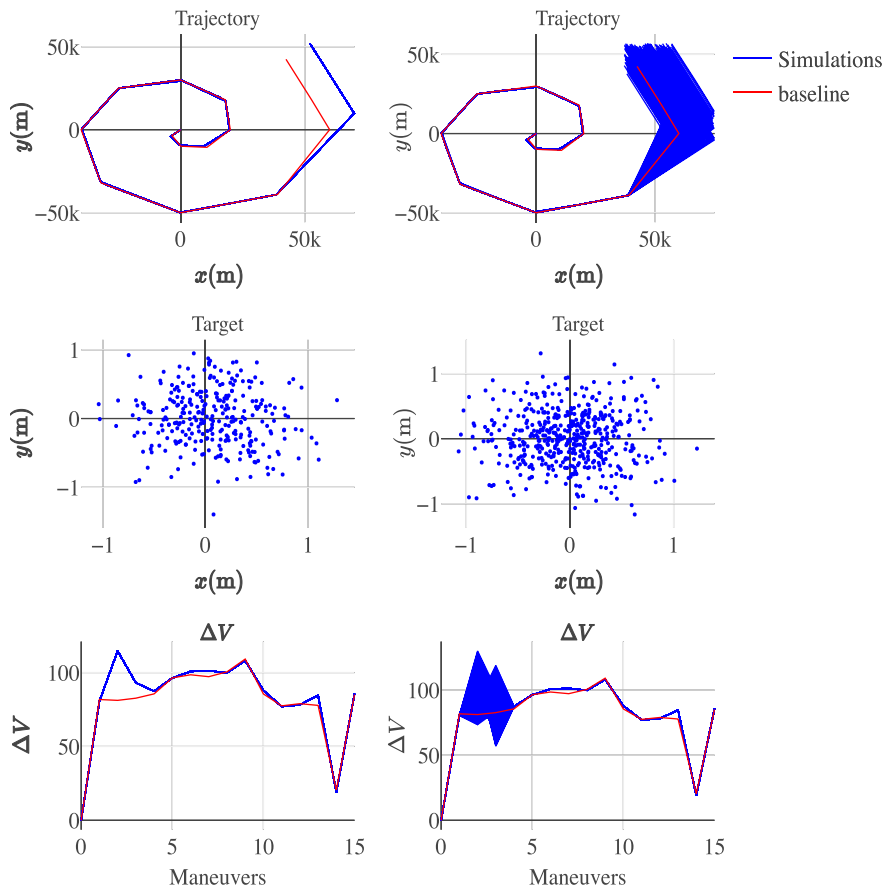 Trajectory
Trajectory
50k
0
−50k
y(m)
0
50k
x(m)
50k
0
−50k
y(m)
0
50k
x(m)
Simulations
baseline
Target
Target
1
0
−1
y(m)
−1
0
1
x(m)
1
0
−1
y(m)
−1
0
1
x(m)
ΔV
ΔV
100
50
0
ΔV
0
5
10
15
Maneuvers
100
50
0
ΔV
0
5
10
15
Maneuvers